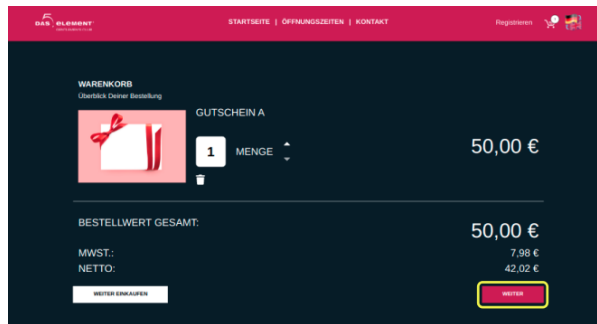 DAS 5 ELEMENT
STARTSEITE | ÖFFNUNGSZEITEN | KONTAKT
Registrieren
WARENKORB
Überblick Deiner Bestellung
GUTSCHEIN A
1 MENGE
50,00 €
BESTELLWERT GESAMT:
50,00 €
MWST.:
7,98 €
NETTO:
42,02 €
WEITER EINKAUFEN
WEITER